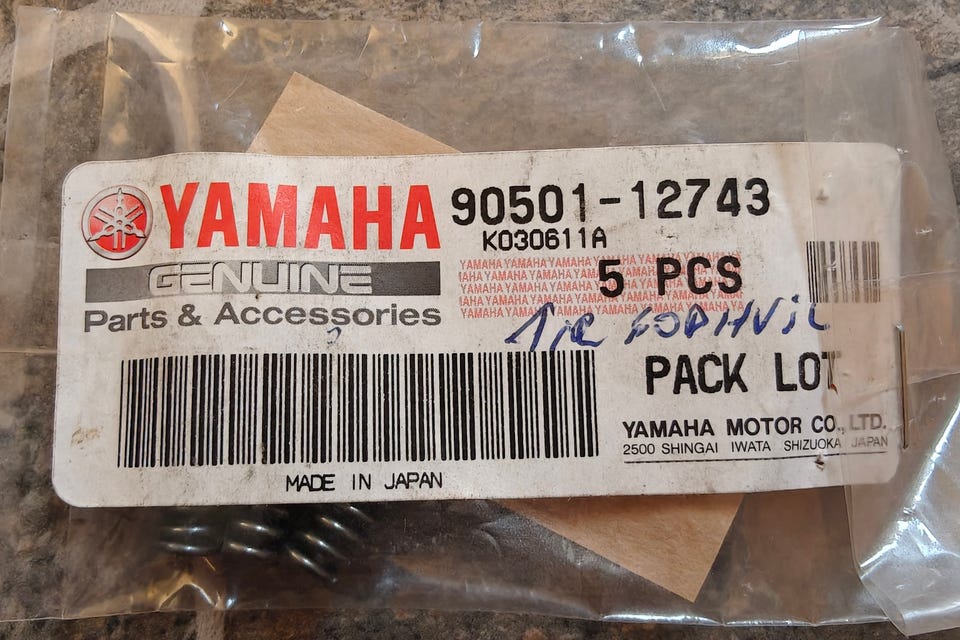 YAMAHA 90501-12743
K030611A
GENUINE
5 PCS
Parts & Accessories
PACK LOT
YAMAHA MOTOR CO., LTD.
2500 SHINGAI IWATA SHIZUOKA JAPAN
MADE IN JAPAN